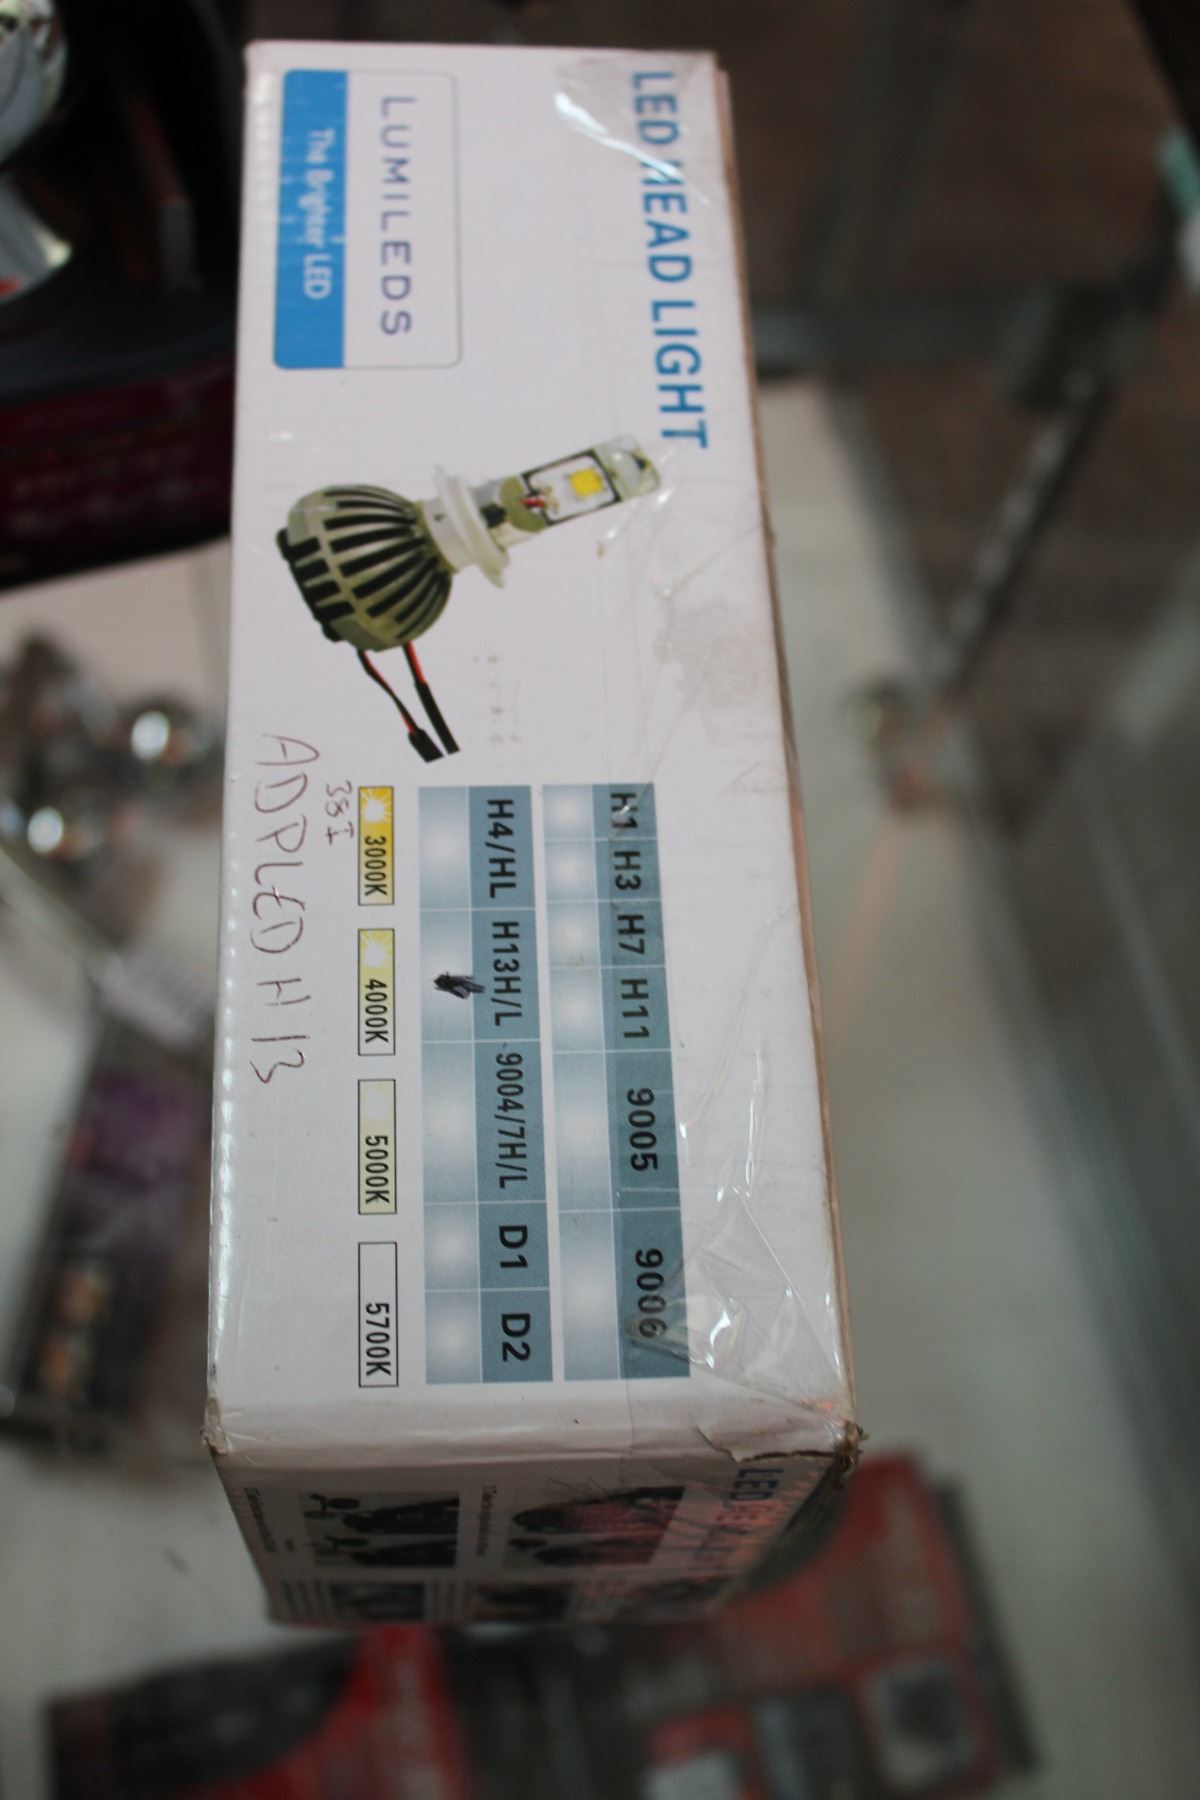 LED HEAD LIGHT
LUMILEDS
The Brighter LED
H1 H3 H7 H11 9005 9006
H4/HL H13H/L 9004/7H/L D1 D2
3000K 4000K 5000K 5700K
38I
ADPLED H13